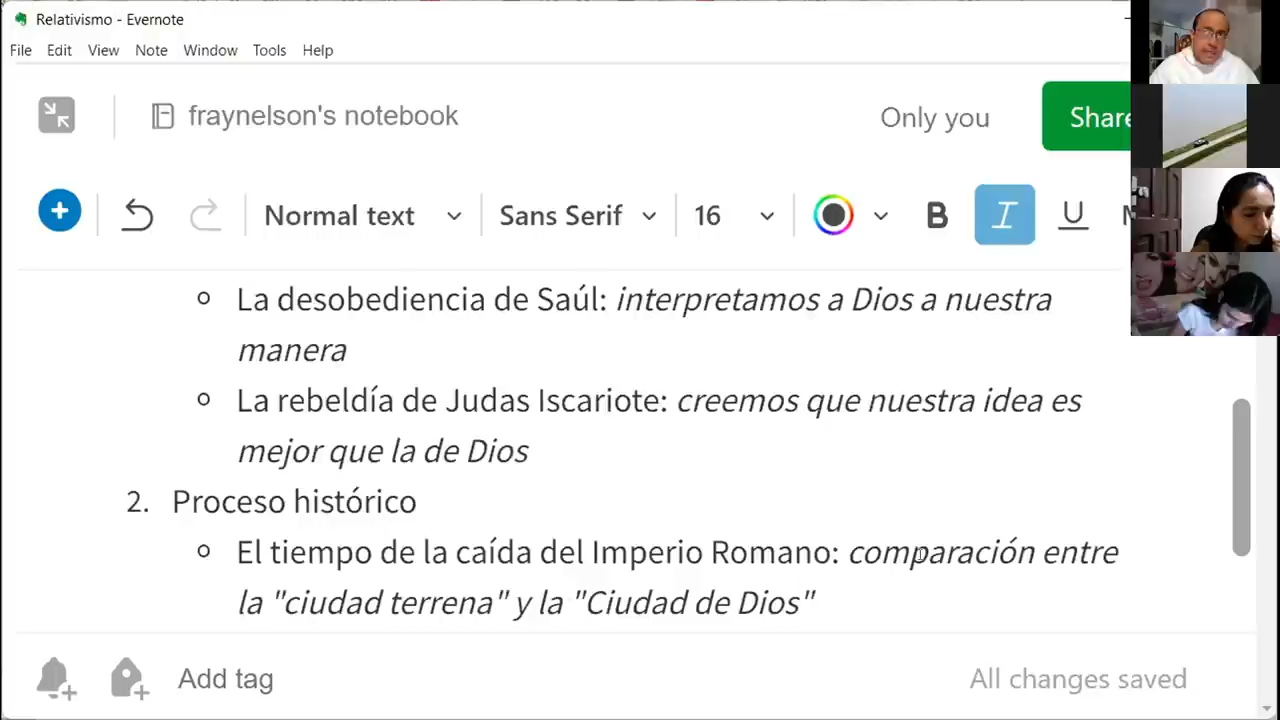 Relativismo - Evernote
File Edit View Note Window Tools Help
fraynelson's notebook
Only you
Share
Normal text
Sans Serif
16
B
I
U
La desobediencia de Saúl: interpretamos a Dios a nuestra
manera
La rebeldía de Judas Iscariote: creemos que nuestra idea es
mejor que la de Dios
2. Proceso histórico
El tiempo de la caída del Imperio Romano: comparación entre
la "ciudad terrena" y la "Ciudad de Dios"
Add tag
All changes saved